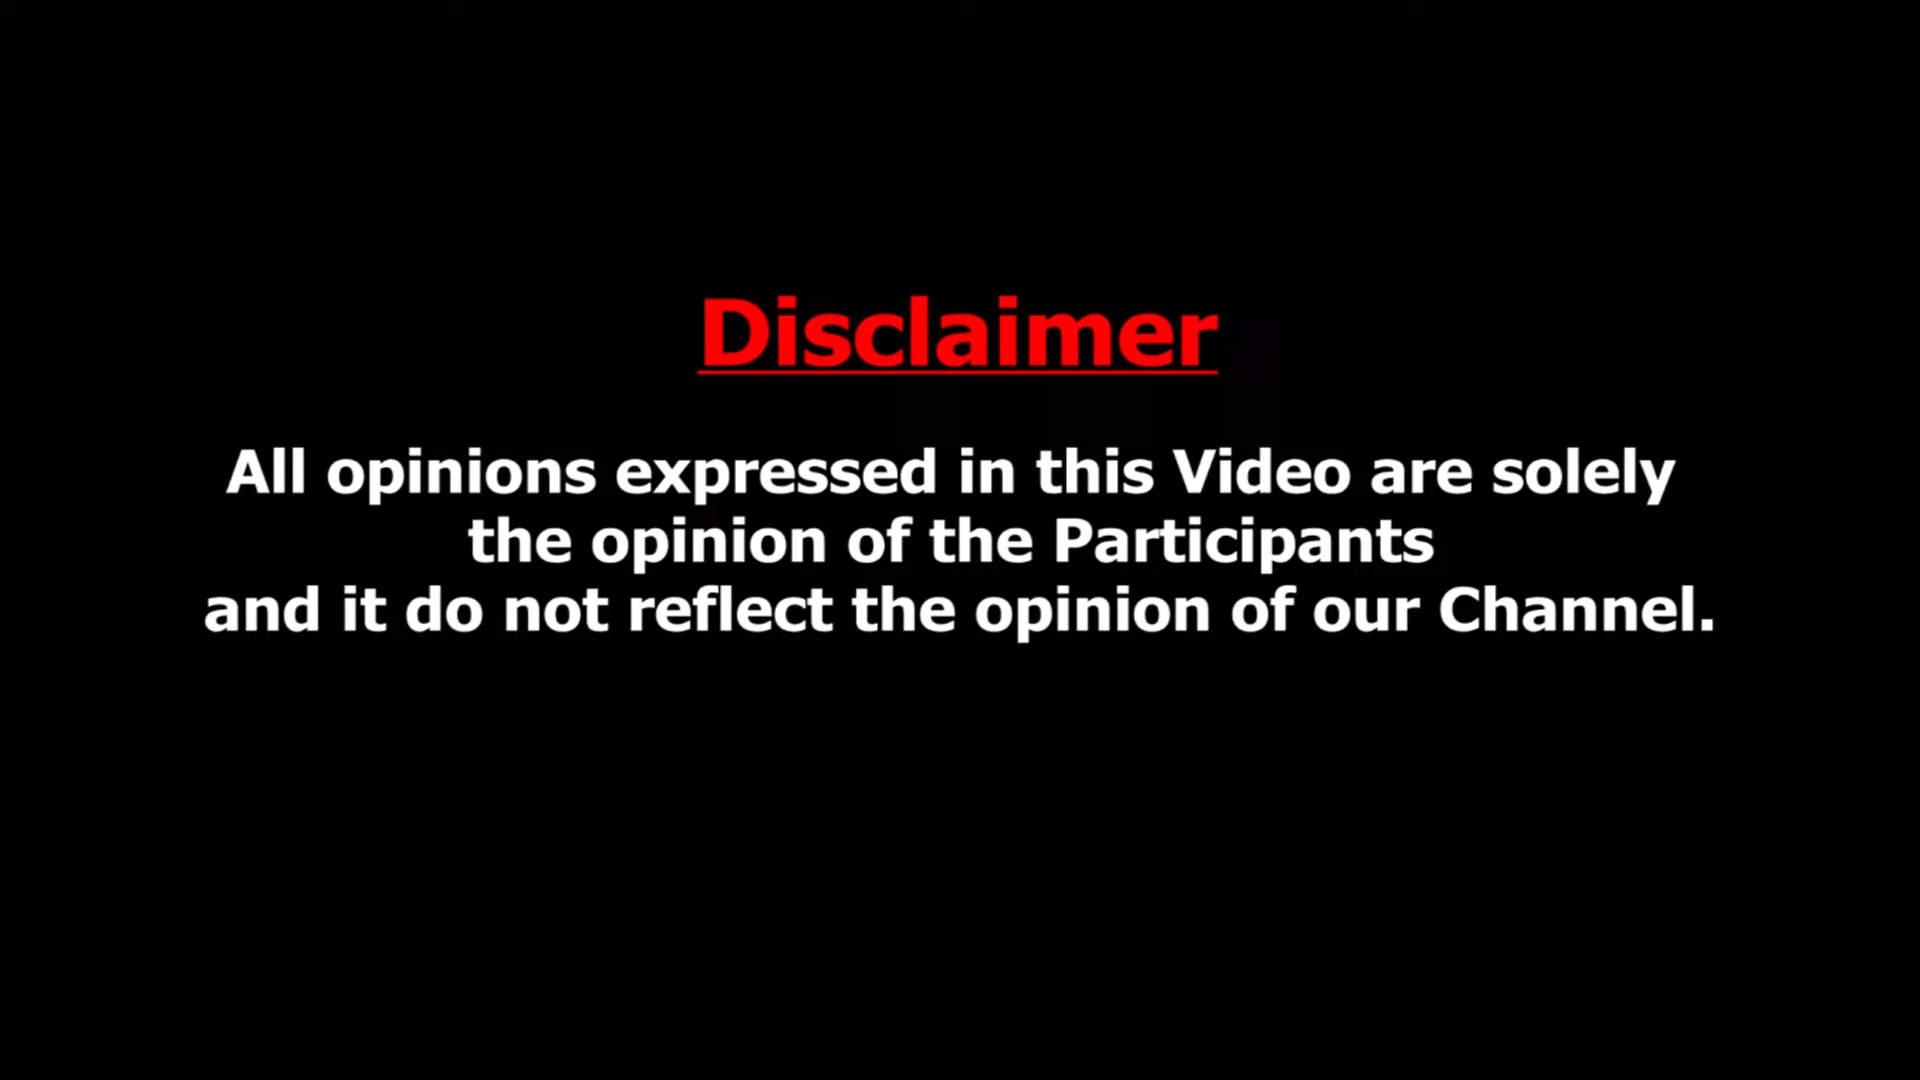 Disclaimer
All opinions expressed in this Video are solely
the opinion of the Participants
and it do not reflect the opinion of our Channel.